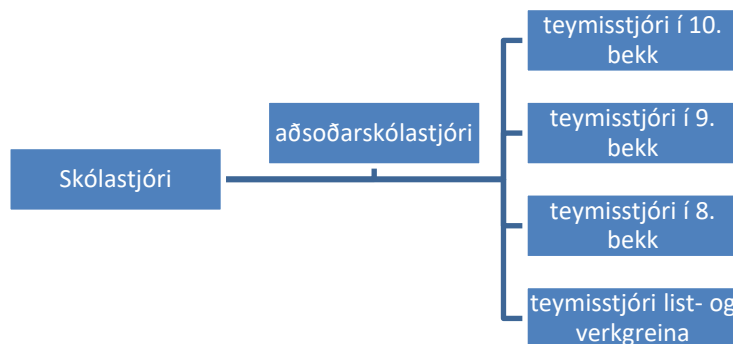 Skólastjóri
aðsoðarskólastjóri
teymisstjóri í 10.
bekk
teymisstjóri í 9.
bekk
teymisstjóri í 8.
bekk
teymisstjóri list- og
verkgreina